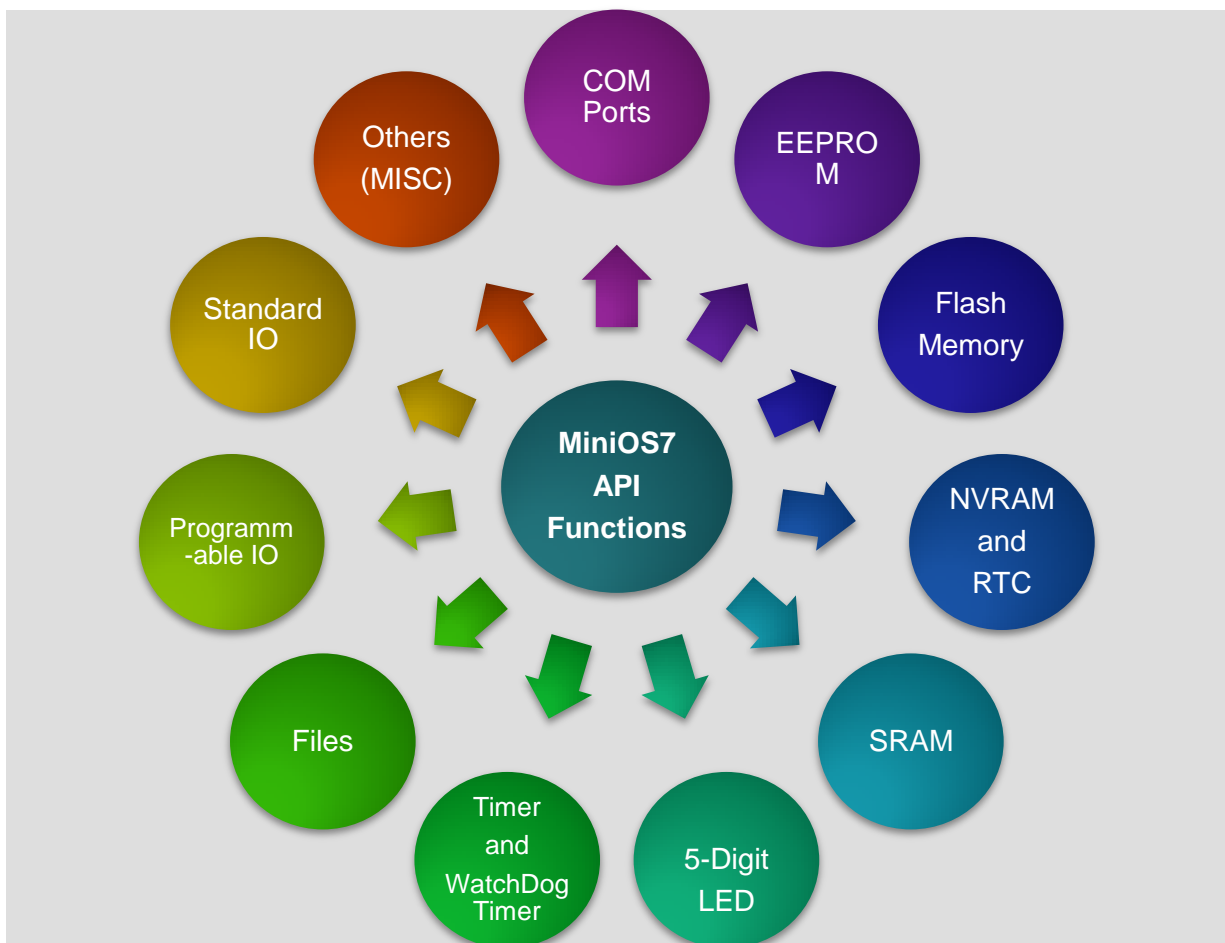 COM
Ports
EEPRO
M
Flash
Memory
NVRAM
and
RTC
SRAM
5-Digit
LED
Timer
and
WatchDog
Timer
Files
Programm
-able IO
Standard
IO
Others
(MISC)
MiniOS7
API
Functions